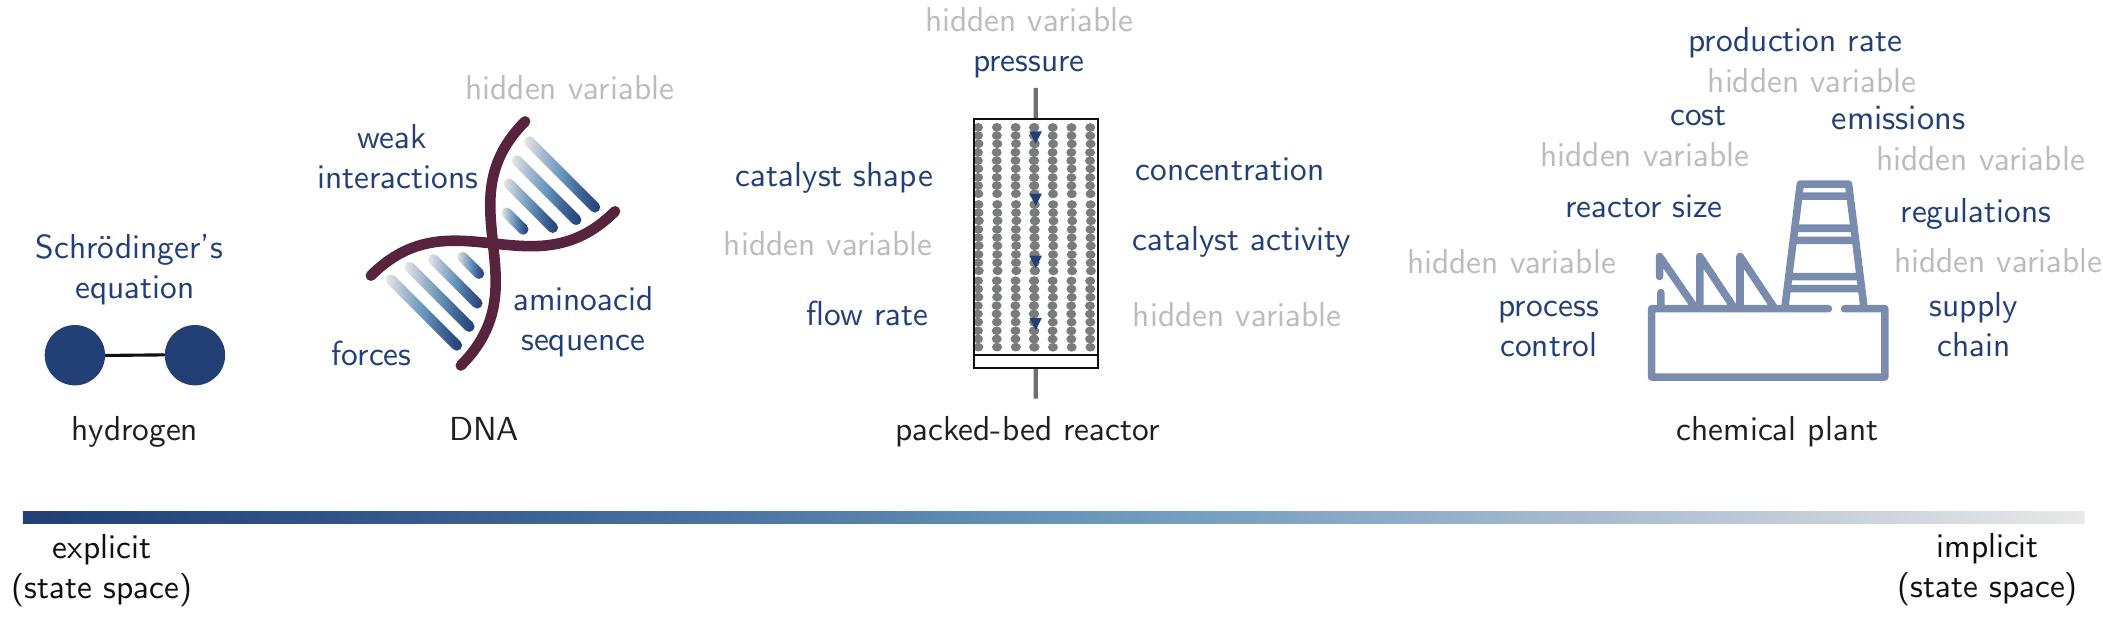 Schrödinger's
equation
hydrogen
hidden variable
weak
interactions
aminoacid
sequence
forces
DNA
hidden variable
pressure
catalyst shape
concentration
hidden variable
catalyst activity
flow rate
hidden variable
packed-bed reactor
production rate
hidden variable
cost
emissions
hidden variable
hidden variable
reactor size
regulations
hidden variable
hidden variable
process
control
supply
chain
chemical plant
explicit
(state space)
implicit
(state space)